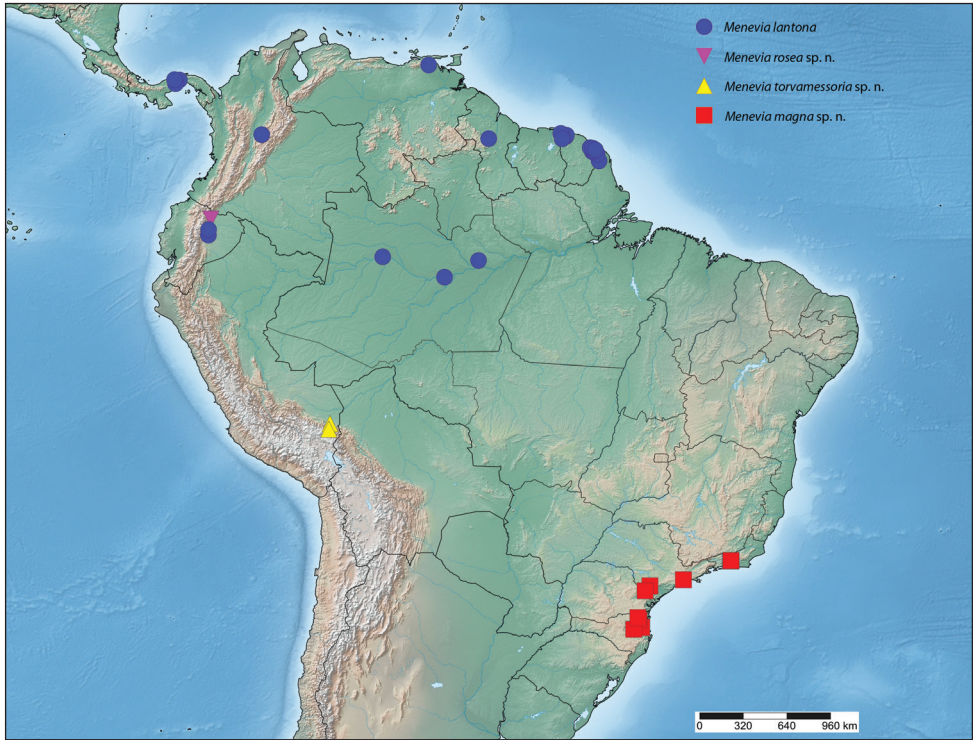 Menevia lantona
Menevia rosea sp. n.
Menevia torvamessoria sp. n.
Menevia magna sp. n.
0 320 640 960 km